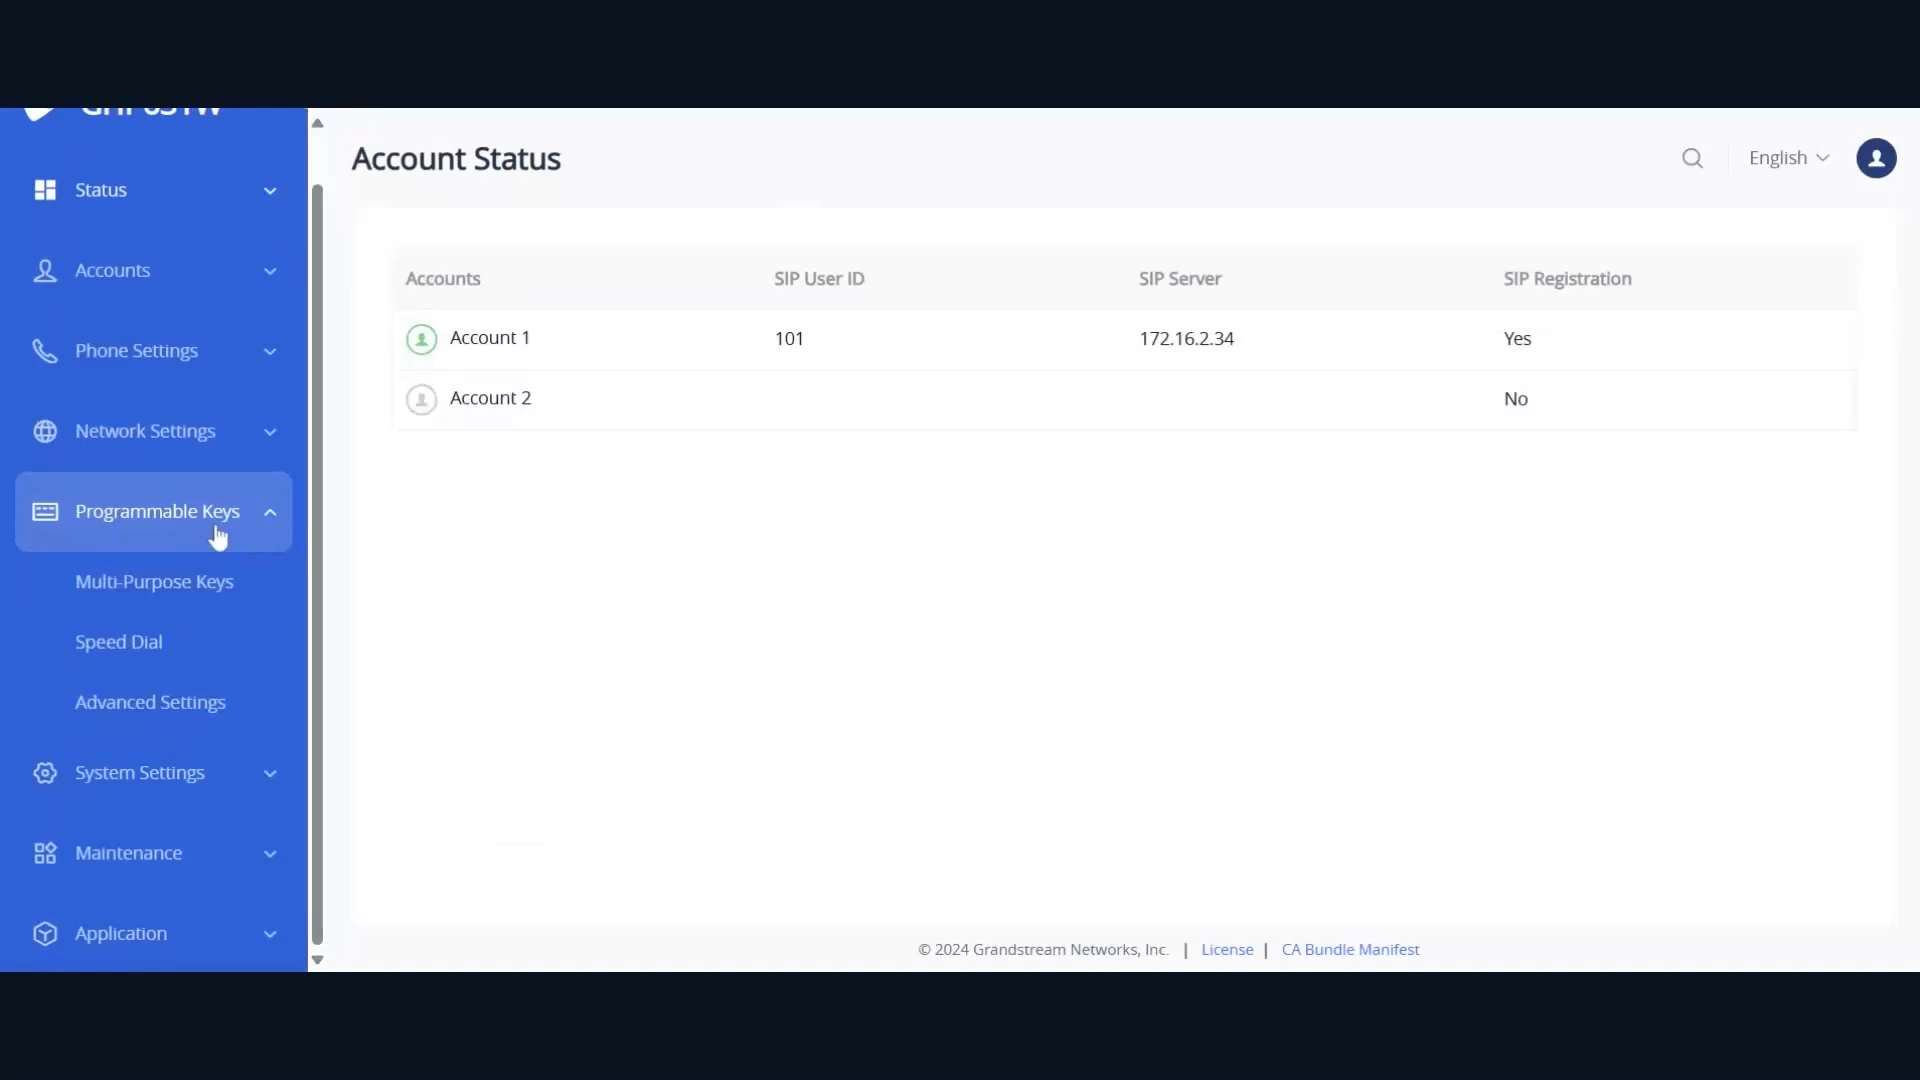 Account Status
English
Status
Accounts
Phone Settings
Network Settings
Programmable Keys
Multi-Purpose Keys
Speed Dial
Advanced Settings
System Settings
Maintenance
Application
Accounts SIP User ID SIP Server SIP Registration
Account 1 101 172.16.2.34 Yes
Account 2 No
© 2024 Grandstream Networks, Inc. | License | CA Bundle Manifest